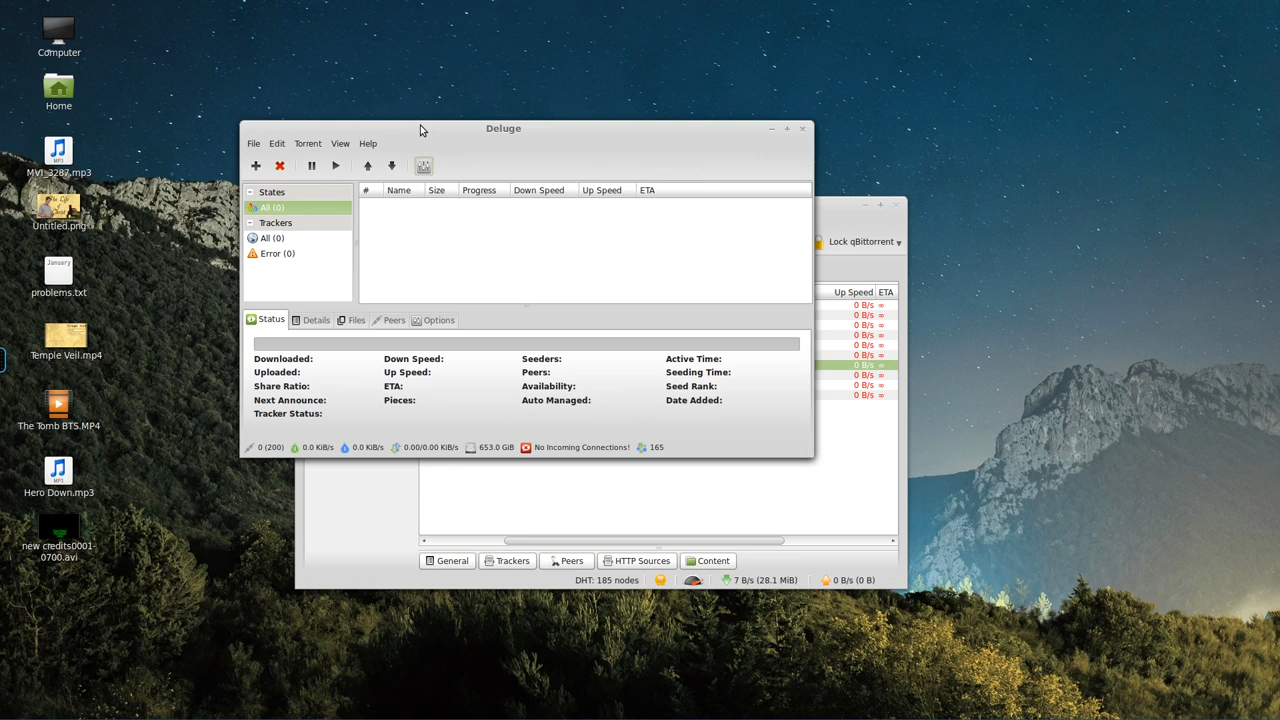 Computer
Home
MVI_3287.mp3
Untitled.png
January
problems.txt
Temple Veil.mp4
The Tomb BTS.MP4
Hero Down.mp3
new credits0001-
0700.avi
Deluge
File Edit Torrent View Help
States
All (0)
Trackers
All (0)
Error (0)
# Name Size Progress Down Speed Up Speed ETA
Status Details Files Peers Options
Downloaded: Down Speed: Seeders: Active Time:
Uploaded: Up Speed: Peers: Seeding Time:
Share Ratio: ETA: Availability: Seed Rank:
Next Announce: Pieces: Auto Managed: Date Added:
Tracker Status:
0 (200) 0.0 KiB/s 0.0 KiB/s 0.00/0.00 KiB/s 653.0 GiB No Incoming Connections! 165
Lock qBittorrent
Up Speed ETA
0 B/s ∞
0 B/s ∞
0 B/s ∞
0 B/s ∞
0 B/s ∞
0 B/s ∞
0 B/s ∞
0 B/s ∞
0 B/s ∞
0 B/s ∞
General Trackers Peers HTTP Sources Content
DHT: 185 nodes 7 B/s (28.1 MiB) 0 B/s (0 B)